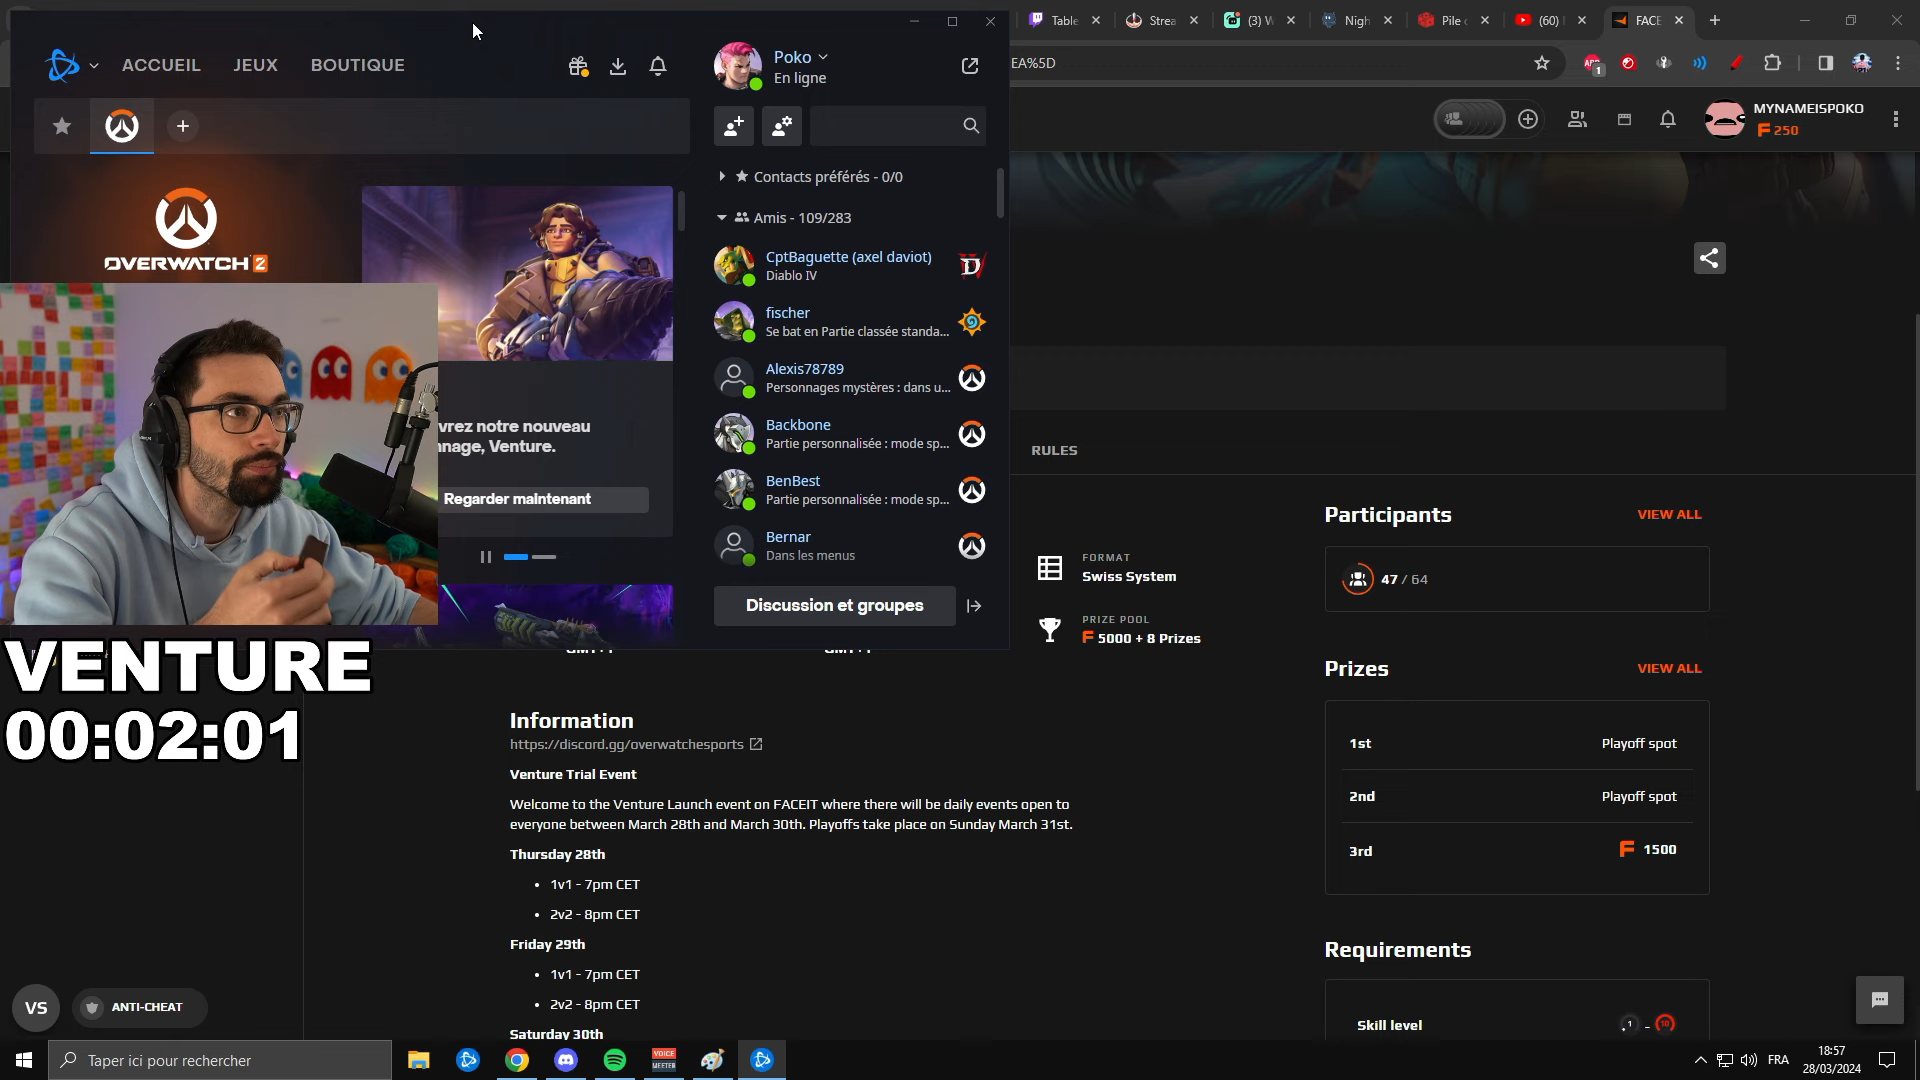 ACCUEIL JEUX BOUTIQUE
Poko
En ligne
Contacts préférés - 0/0
Amis - 109/283
CptBaguette (axel daviot)
Diablo IV
fischer
Se bat en Partie classée standa...
Alexis78789
Personnages mystères : dans u...
Backbone
Partie personnalisée : mode sp...
BenBest
Partie personnalisée : mode sp...
Bernar
Dans les menus
Discussion et groupes
OVERWATCH 2
vrez notre nouveau
nnage, Venture.
Regarder maintenant
VENTURE
00:02:01
Table
Strea
(3) W
Nigh
Pile
(60)
FACE
EA%5D
MYNAMEISPOKO
250
RULES
FORMAT
Swiss System
PRIZE POOL
5000 + 8 Prizes
Participants VIEW ALL
47 / 64
Prizes VIEW ALL
1st Playoff spot
2nd Playoff spot
3rd 1500
Requirements
Skill level 1 - 10
Information
https://discord.gg/overwatchesports
Venture Trial Event
Welcome to the Venture Launch event on FACEIT where there will be daily events open to
everyone between March 28th and March 30th. Playoffs take place on Sunday March 31st.
Thursday 28th
• 1v1 - 7pm CET
• 2v2 - 8pm CET
Friday 29th
• 1v1 - 7pm CET
• 2v2 - 8pm CET
Saturday 30th
VS ANTI-CHEAT
Taper ici pour rechercher
VOICE
MEETER
FRA
18:57
28/03/2024